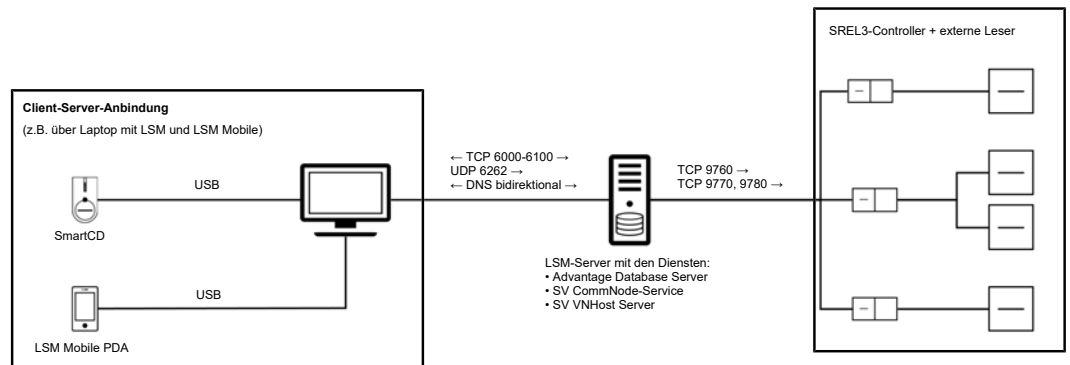 SREL3-Controller + externe Leser
Client-Server-Anbindung
(z.B. über Laptop mit LSM und LSM Mobile)
USB
SmartCD
USB
LSM Mobile PDA
← TCP 6000-6100 →
UDP 6262 →
← DNS bidirektional →
TCP 9760 →
TCP 9770, 9780 →
LSM-Server mit den Diensten:
• Advantage Database Server
• SV CommNode-Service
• SV VNHost Server